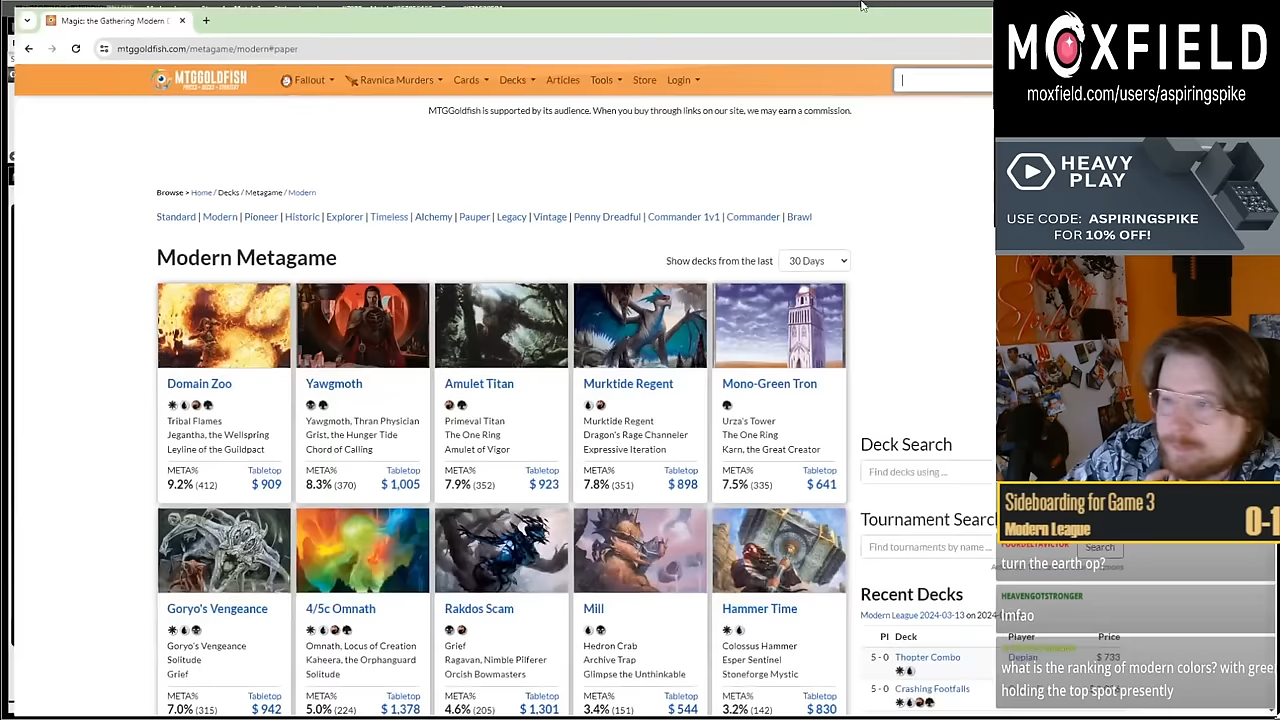 Magic: the Gathering Modern D
mtggoldfish.com/metagame/modern#paper
MTGGOLDFISH
Fallout
Ravnica Murders
Cards
Decks
Articles
Tools
Store
Login
MTGGoldfish is supported by its audience. When you buy through links on our site, we may earn a commission.
Browse > Home / Decks / Metagame / Modern
Standard | Modern | Pioneer | Historic | Explorer | Timeless | Alchemy | Pauper | Legacy | Vintage | Penny Dreadful | Commander 1v1 | Commander | Brawl
Modern Metagame
Show decks from the last 30 Days
Domain Zoo
Tribal Flames
Jegantha, the Wellspring
Leyline of the Guildpact
META% Tabletop
9.2% (412) $ 909
Yawgmoth
Yawgmoth, Thran Physician
Grist, the Hunger Tide
Chord of Calling
META% Tabletop
8.3% (370) $ 1,005
Amulet Titan
Primeval Titan
The One Ring
Amulet of Vigor
META% Tabletop
7.9% (352) $ 923
Murktide Regent
Murktide Regent
Dragon's Rage Channeler
Expressive Iteration
META% Tabletop
7.8% (351) $ 898
Mono-Green Tron
Urza's Tower
The One Ring
Karn, the Great Creator
META% Tabletop
7.5% (335) $ 641
Goryo's Vengeance
Goryo's Vengeance
Solitude
Grief
META% Tabletop
7.0% (315) $ 942
4/5c Omnath
Omnath, Locus of Creation
Kaheera, the Orphanguard
Solitude
META% Tabletop
5.0% (224) $ 1,378
Rakdos Scam
Grief
Ragavan, Nimble Pilferer
Orcish Bowmasters
META% Tabletop
4.6% (205) $ 1,301
Mill
Hedron Crab
Archive Trap
Glimpse the Unthinkable
META% Tabletop
3.4% (151) $ 544
Hammer Time
Colossus Hammer
Esper Sentinel
Stoneforge Mystic
META% Tabletop
3.2% (142) $ 830
Deck Search
Find decks using ...
Tournament Searc
Find tournaments by name ...
Search
Recent Decks
Modern League 2024-03-13 on 2024-
Pl Deck Player Price
5 - 0 Thopter Combo $ 733
5 - 0 Crashing Footfalls
MOXFIELD
moxfield.com/users/aspiringspike
HEAVY
PLAY
USE CODE: ASPIRINGSPIKE
FOR 10% OFF!
Sideboarding for Game 3
Modern League
0-1
turn the earth op?
HEAVENGOTSTRONGER
lmfao
what is the ranking of modern colors? with gree
holding the top spot presently